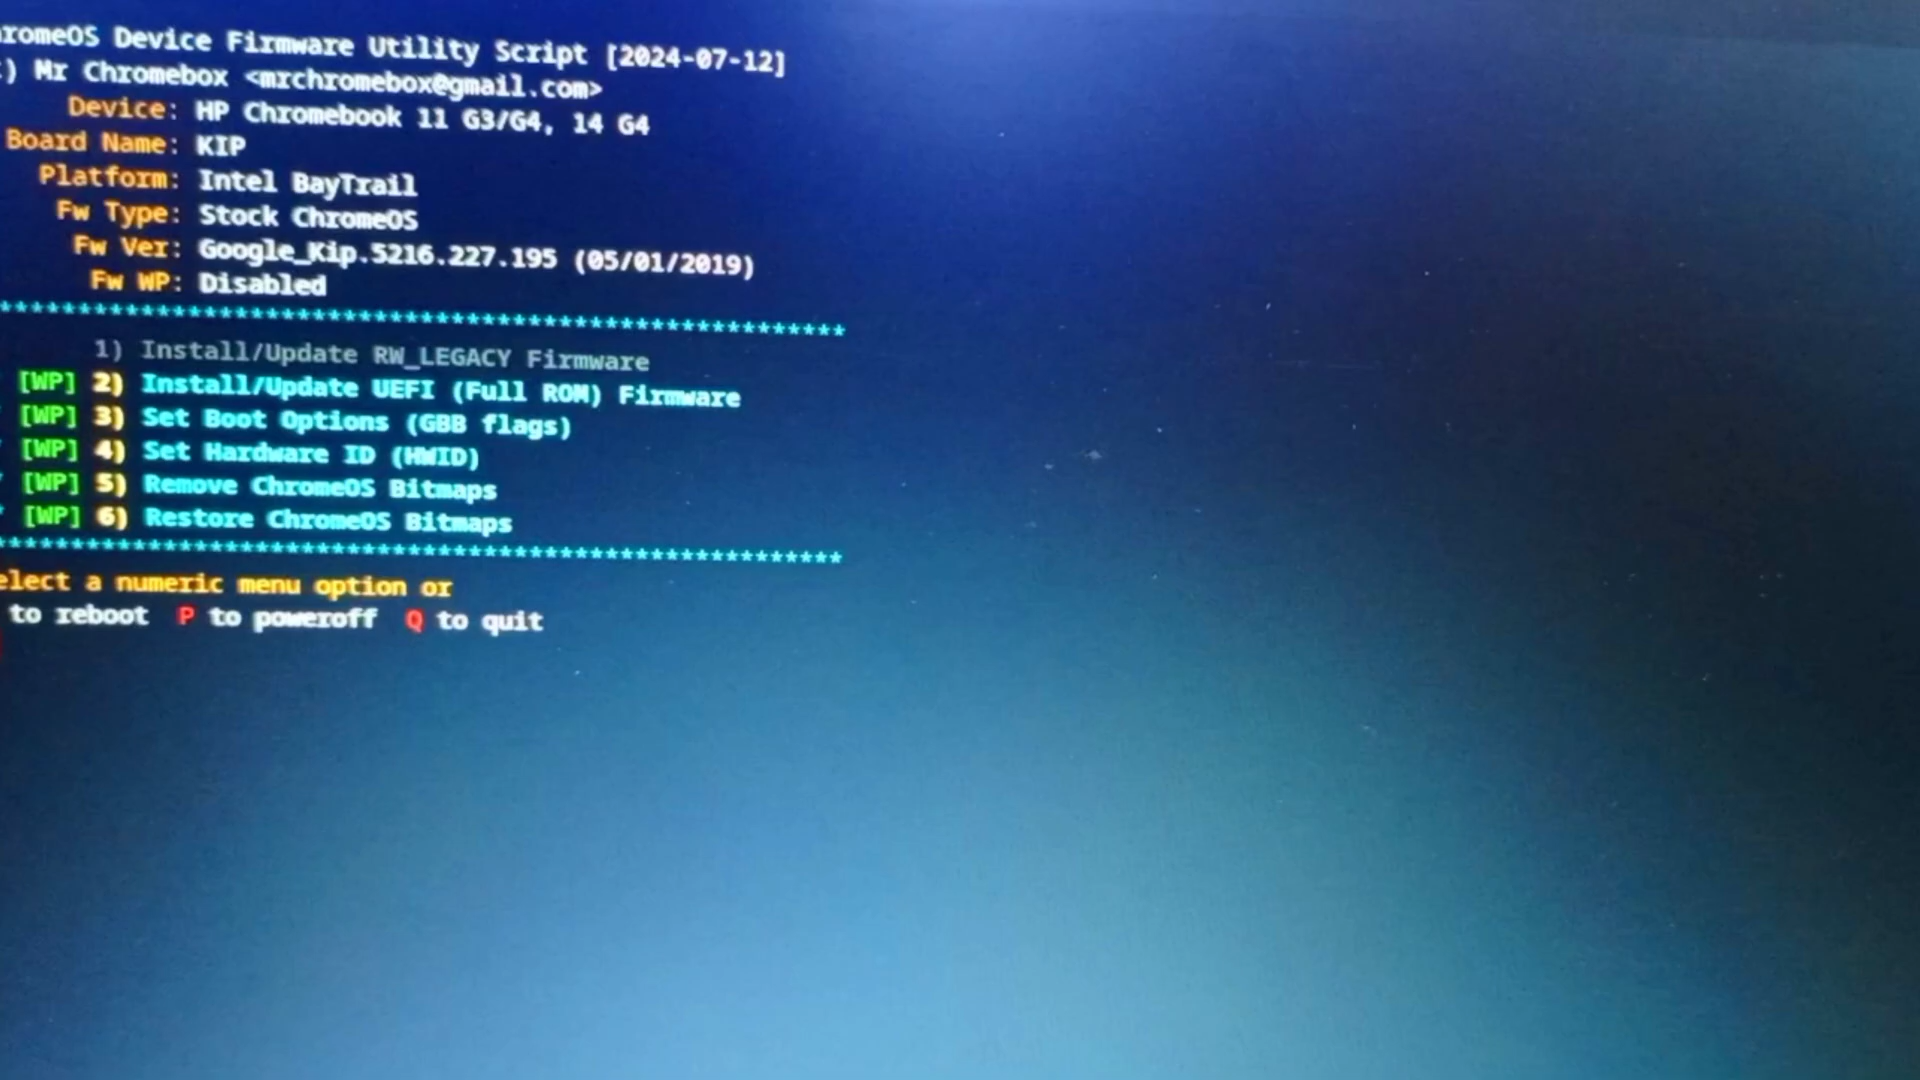 romeOS Device Firmware Utility Script [2024-07-12]
) Mr Chromebox <mrchromebox@gmail.com>
Device: HP Chromebook 11 G3/G4, 14 G4
Board Name: KIP
Platform: Intel BayTrail
Fw Type: Stock ChromeOS
Fw Ver: Google_Kip.5216.227.195 (05/01/2019)
Fw WP: Disabled
******************************************************
1) Install/Update RW_LEGACY Firmware
[WP] 2) Install/Update UEFI (Full ROM) Firmware
[WP] 3) Set Boot Options (GBB flags)
[WP] 4) Set Hardware ID (HWID)
[WP] 5) Remove ChromeOS Bitmaps
[WP] 6) Restore ChromeOS Bitmaps
******************************************************
elect a numeric menu option or
to reboot P to poweroff Q to quit